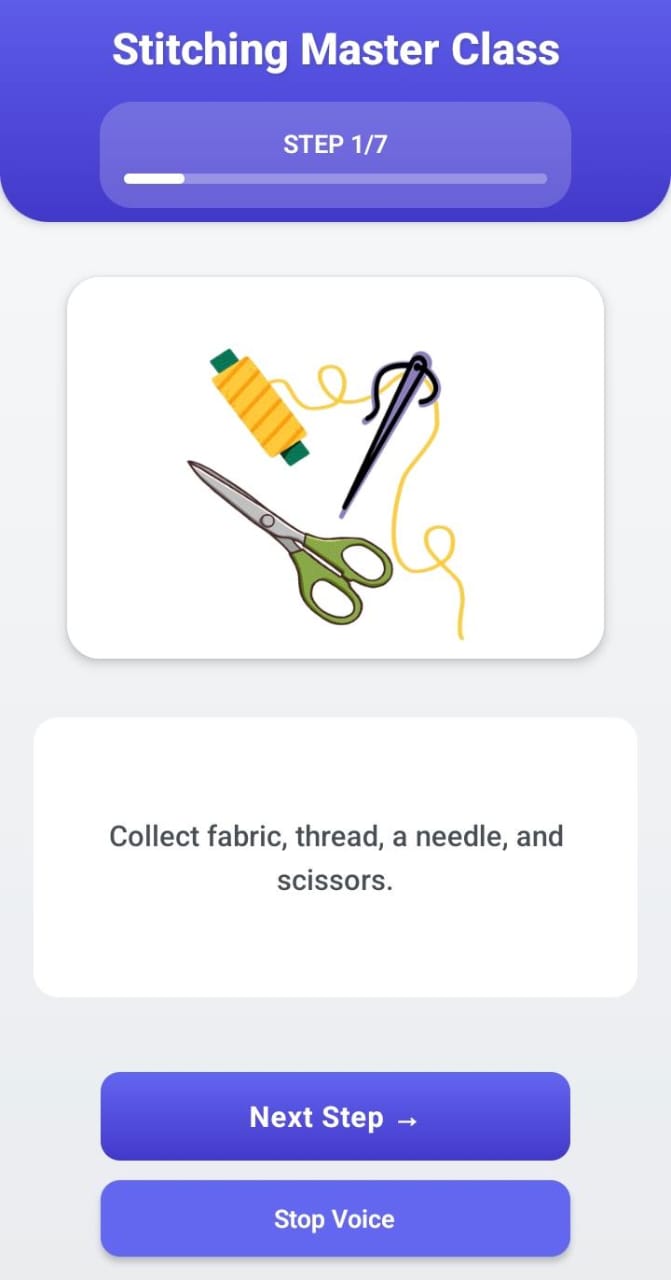 Stitching Master Class
STEP 1/7
Collect fabric, thread, a needle, and
scissors.
Next Step →
Stop Voice